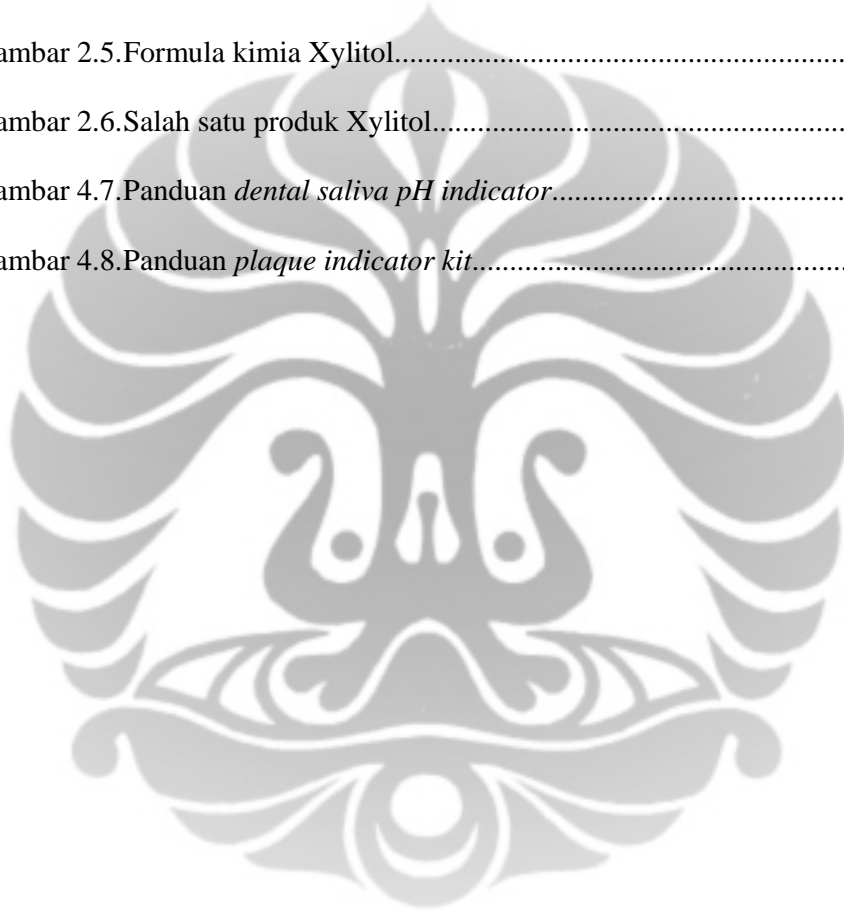 ambar 2.5.Formula kimia Xylitol............................................................
ambar 2.6.Salah satu produk Xylitol.......................................................
ambar 4.7.Panduan dental saliva pH indicator.......................................
ambar 4.8.Panduan plaque indicator kit..................................................